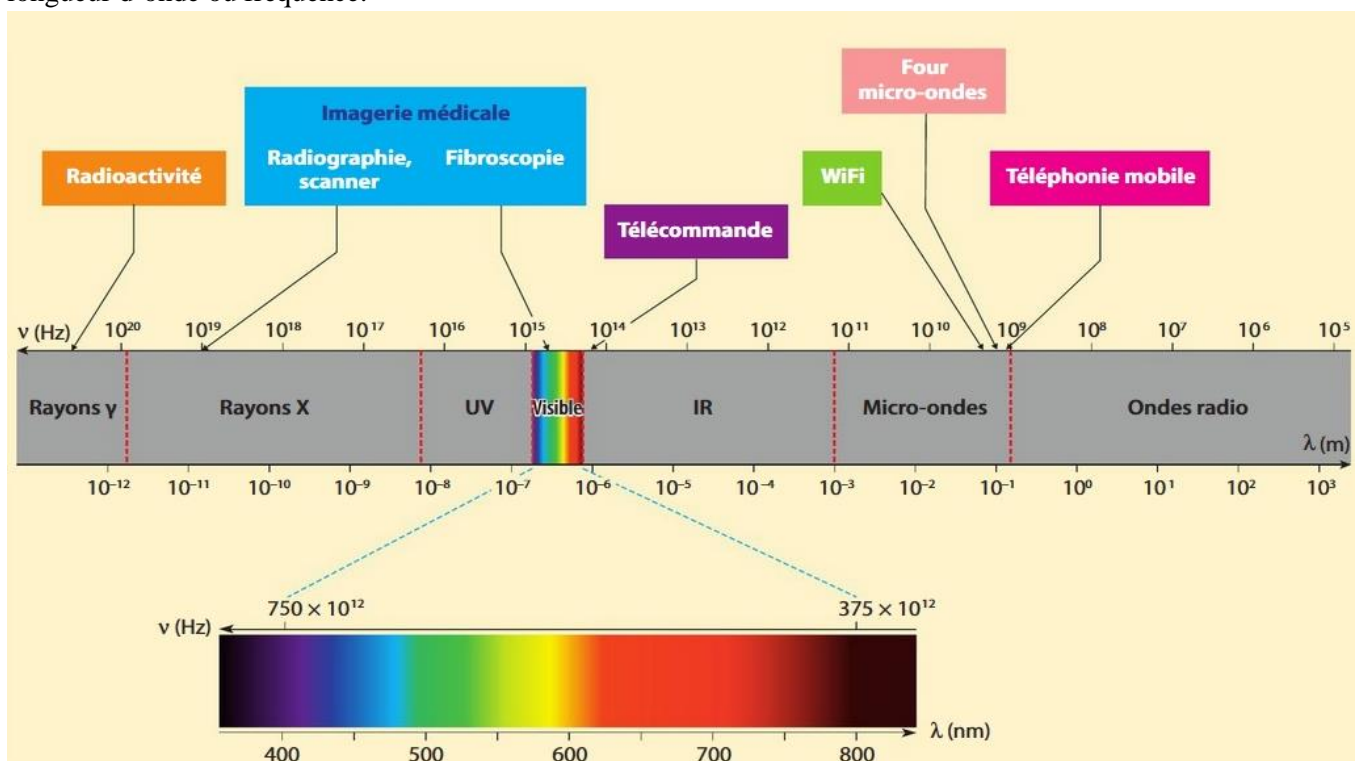 longueur d'onde ou fréquence.
Four
micro-ondes
Imagerie médicale
Radioactivité
Radiographie,
scanner
Fibroscopie
WiFi
Téléphonie mobile
Télécommande
ν (Hz) 10²⁰ 10¹⁹ 10¹⁸ 10¹⁷ 10¹⁶ 10¹⁵ 10¹⁴ 10¹³ 10¹² 10¹¹ 10¹⁰ 10⁹ 10⁸ 10⁷ 10⁶ 10⁵
Rayons γ Rayons X UV Visible IR Micro-ondes Ondes radio
λ (m)
10⁻¹² 10⁻¹¹ 10⁻¹⁰ 10⁻⁹ 10⁻⁸ 10⁻⁷ 10⁻⁶ 10⁻⁵ 10⁻⁴ 10⁻³ 10⁻² 10⁻¹ 10⁰ 10¹ 10² 10³
750 × 10¹² 375 × 10¹²
ν (Hz)
λ (nm)
400 500 600 700 800